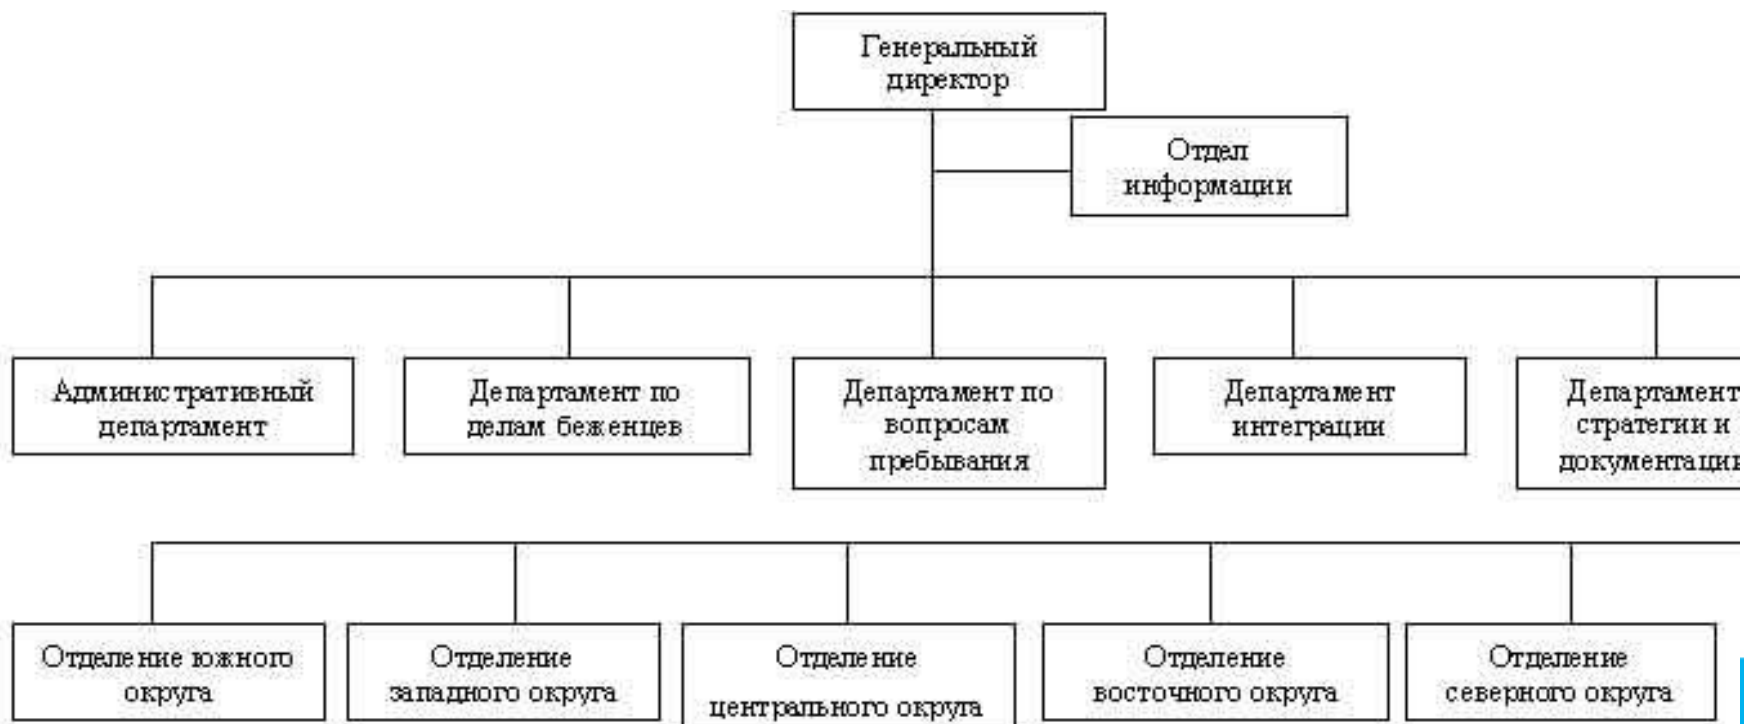 Генеральный
директор
Отдел
информации
Административный
департамент
Департамент по
делам беженцев
Департамент по
вопросам
пребывания
Департамент
интеграции
Департамент
стратегии и
документации
Отделение южного
округа
Отделение
западного округа
Отделение
центрального округа
Отделение
восточного округа
Отделение
северного округа